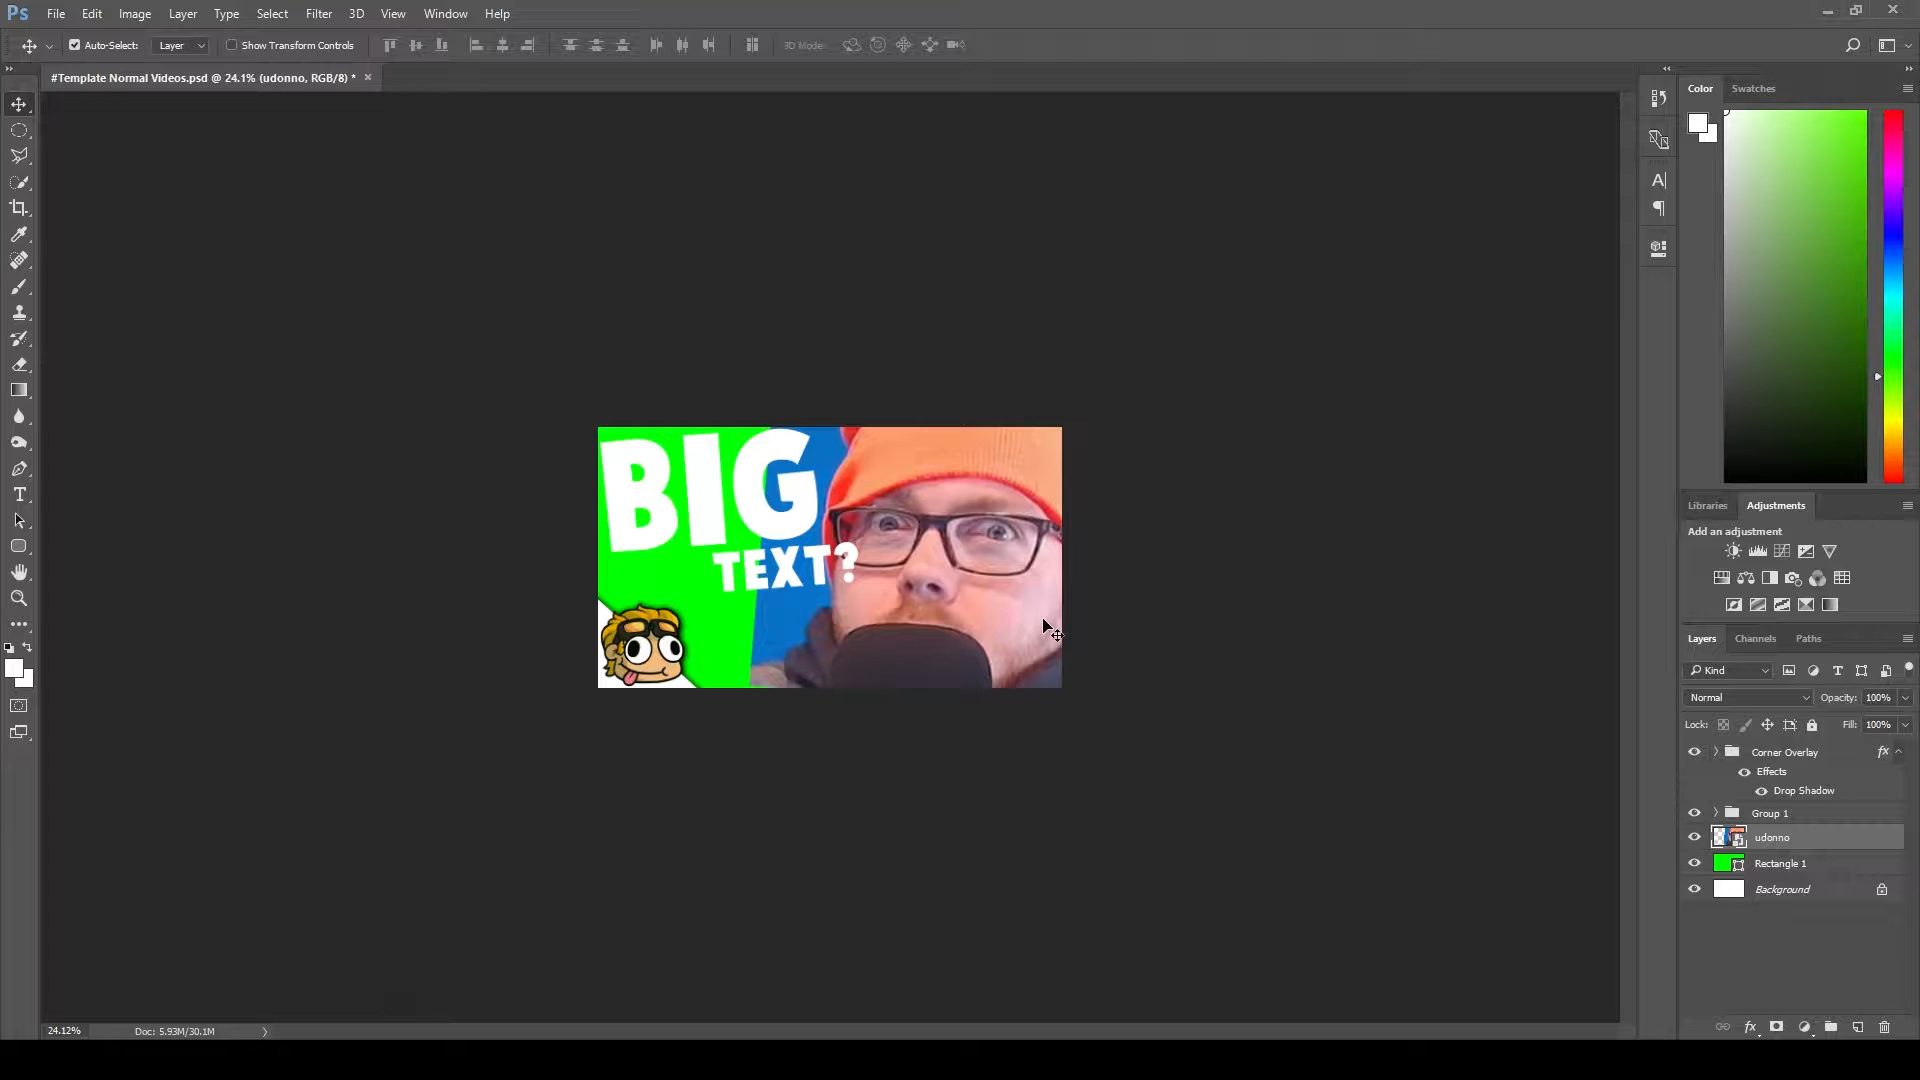 Ps File Edit Image Layer Type Select Filter 3D View Window Help
Auto-Select: Layer Show Transform Controls 3D Mode:
#Template Normal Videos.psd @ 24.1% (udonno, RGB/8) * ×
Color Swatches
BIG
TEXT?
Libraries Adjustments
Add an adjustment
Layers Channels Paths
Kind
Normal Opacity: 100%
Lock: Fill: 100%
Corner Overlay fx
Effects
Drop Shadow
Group 1
udonno
Rectangle 1
Background
24.12% Doc: 5.93M/30.1M
fx